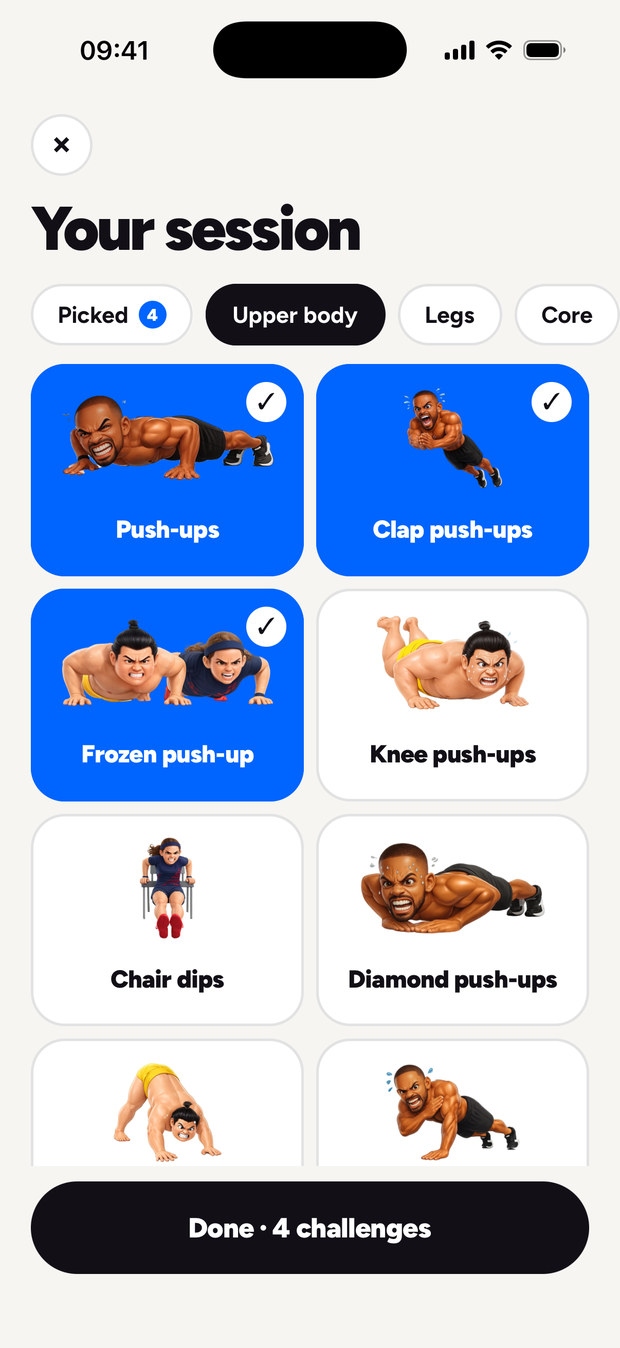 09:41
Your session
Picked 4
Upper body
Legs
Core
Push-ups
Clap push-ups
Frozen push-up
Knee push-ups
Chair dips
Diamond push-ups
Done · 4 challenges